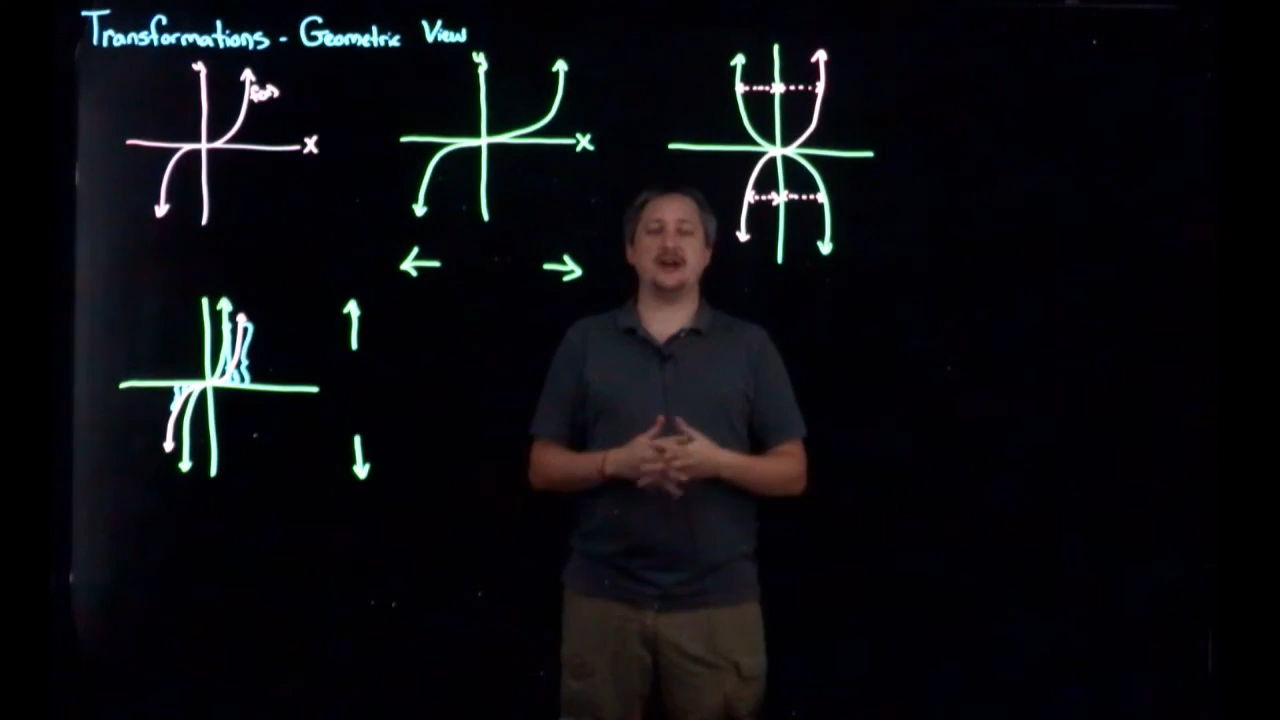 Transformations - Geometric View
y
f(x)
x
y
x